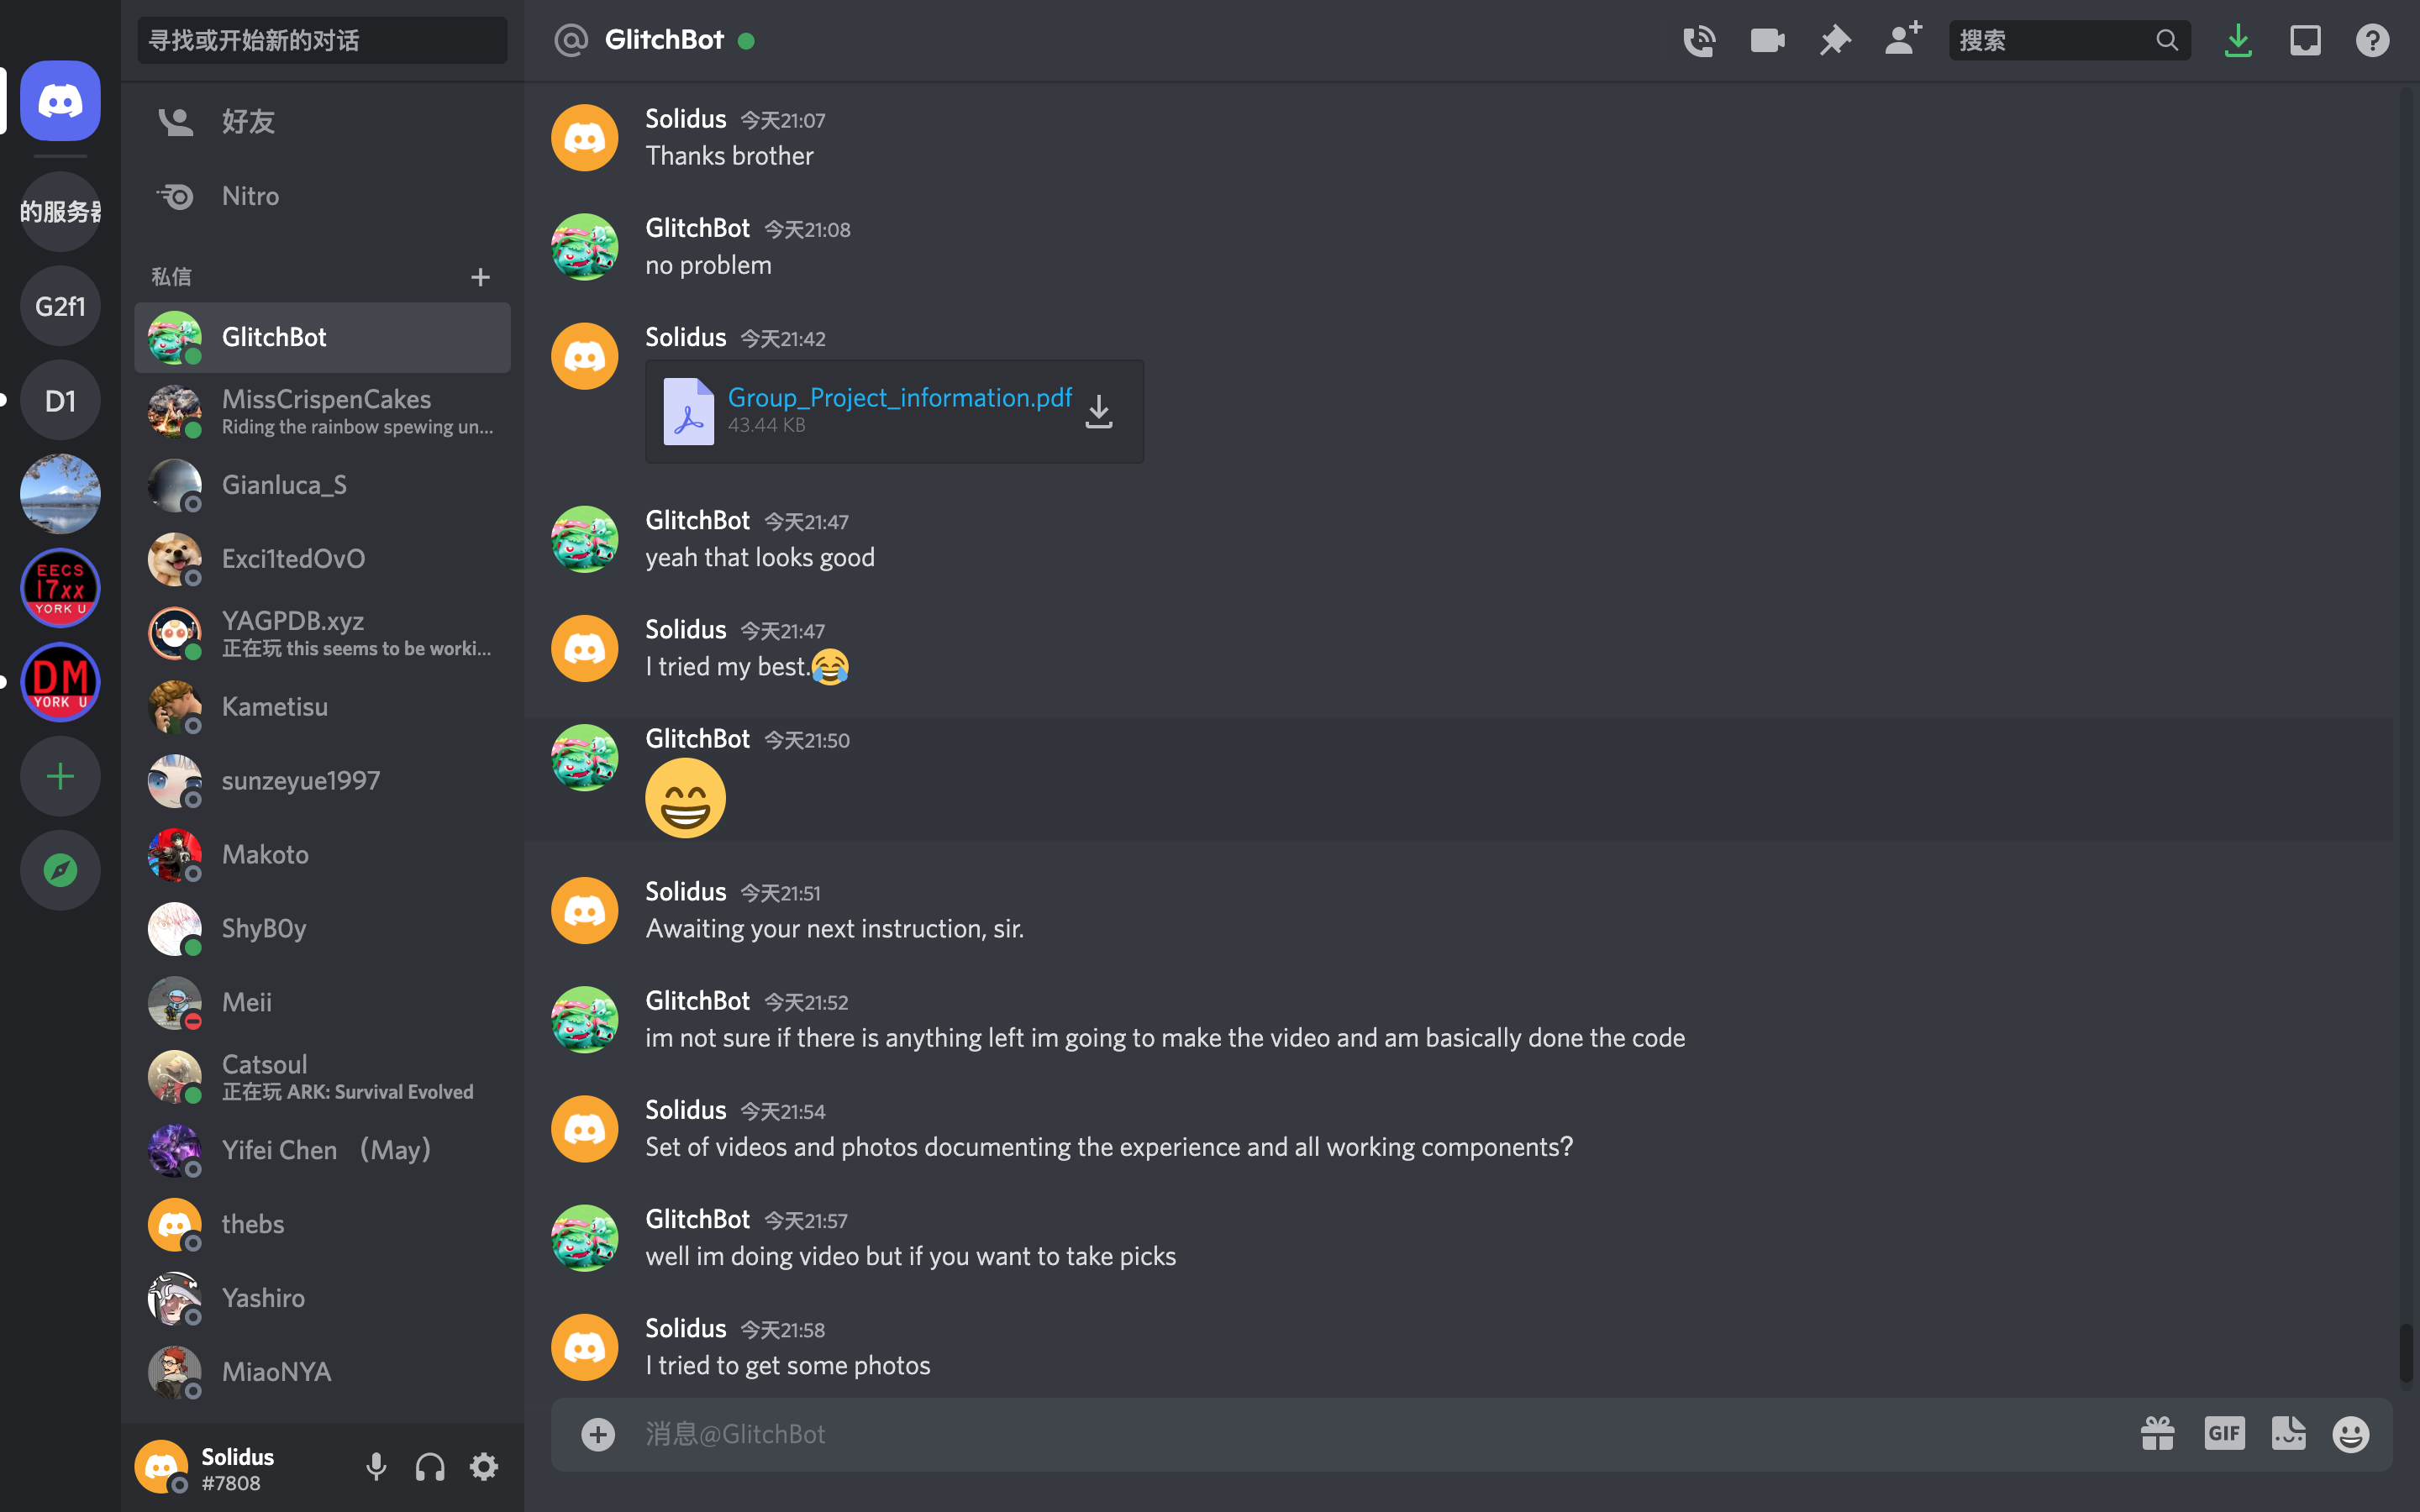 的服务器
G2f1
D1
EECS
17xx
YORK U
DM
YORK U
寻找或开始新的对话
好友
Nitro
私信
GlitchBot
MissCrispenCakes
Riding the rainbow spewing un...
Gianluca_S
Exci1tedOvO
YAGPDB.xyz
正在玩 this seems to be worki...
Kametisu
sunzeyue1997
Makoto
ShyB0y
Meii
Catsoul
正在玩 ARK: Survival Evolved
Yifei Chen （May）
thebs
Yashiro
MiaoNYA
Solidus
#7808
GlitchBot
搜索
Solidus 今天21:07
Thanks brother
GlitchBot 今天21:08
no problem
Solidus 今天21:42
Group_Project_information.pdf
43.44 KB
GlitchBot 今天21:47
yeah that looks good
Solidus 今天21:47
I tried my best.😂
GlitchBot 今天21:50
😄
Solidus 今天21:51
Awaiting your next instruction, sir.
GlitchBot 今天21:52
im not sure if there is anything left im going to make the video and am basically done the code
Solidus 今天21:54
Set of videos and photos documenting the experience and all working components?
GlitchBot 今天21:57
well im doing video but if you want to take picks
Solidus 今天21:58
I tried to get some photos
消息@GlitchBot
GIF